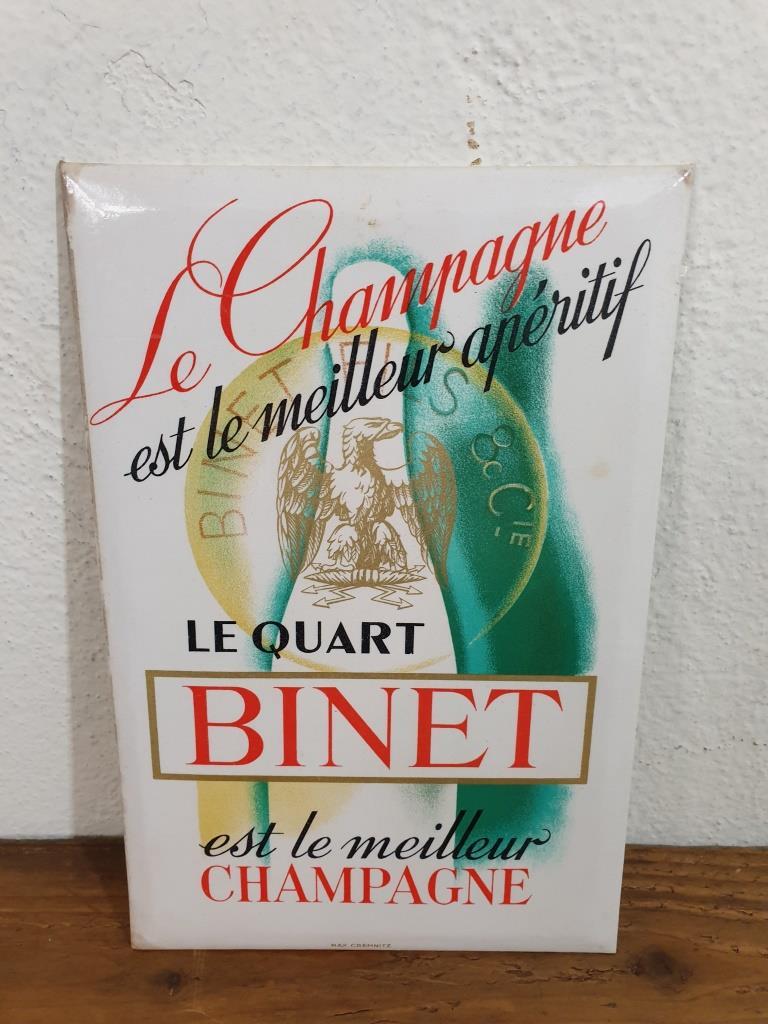 Le Champagne
est le meilleur apéritif
BINET FILS & CIE
LE QUART
BINET
est le meilleur
CHAMPAGNE
MAX CREMNITZ